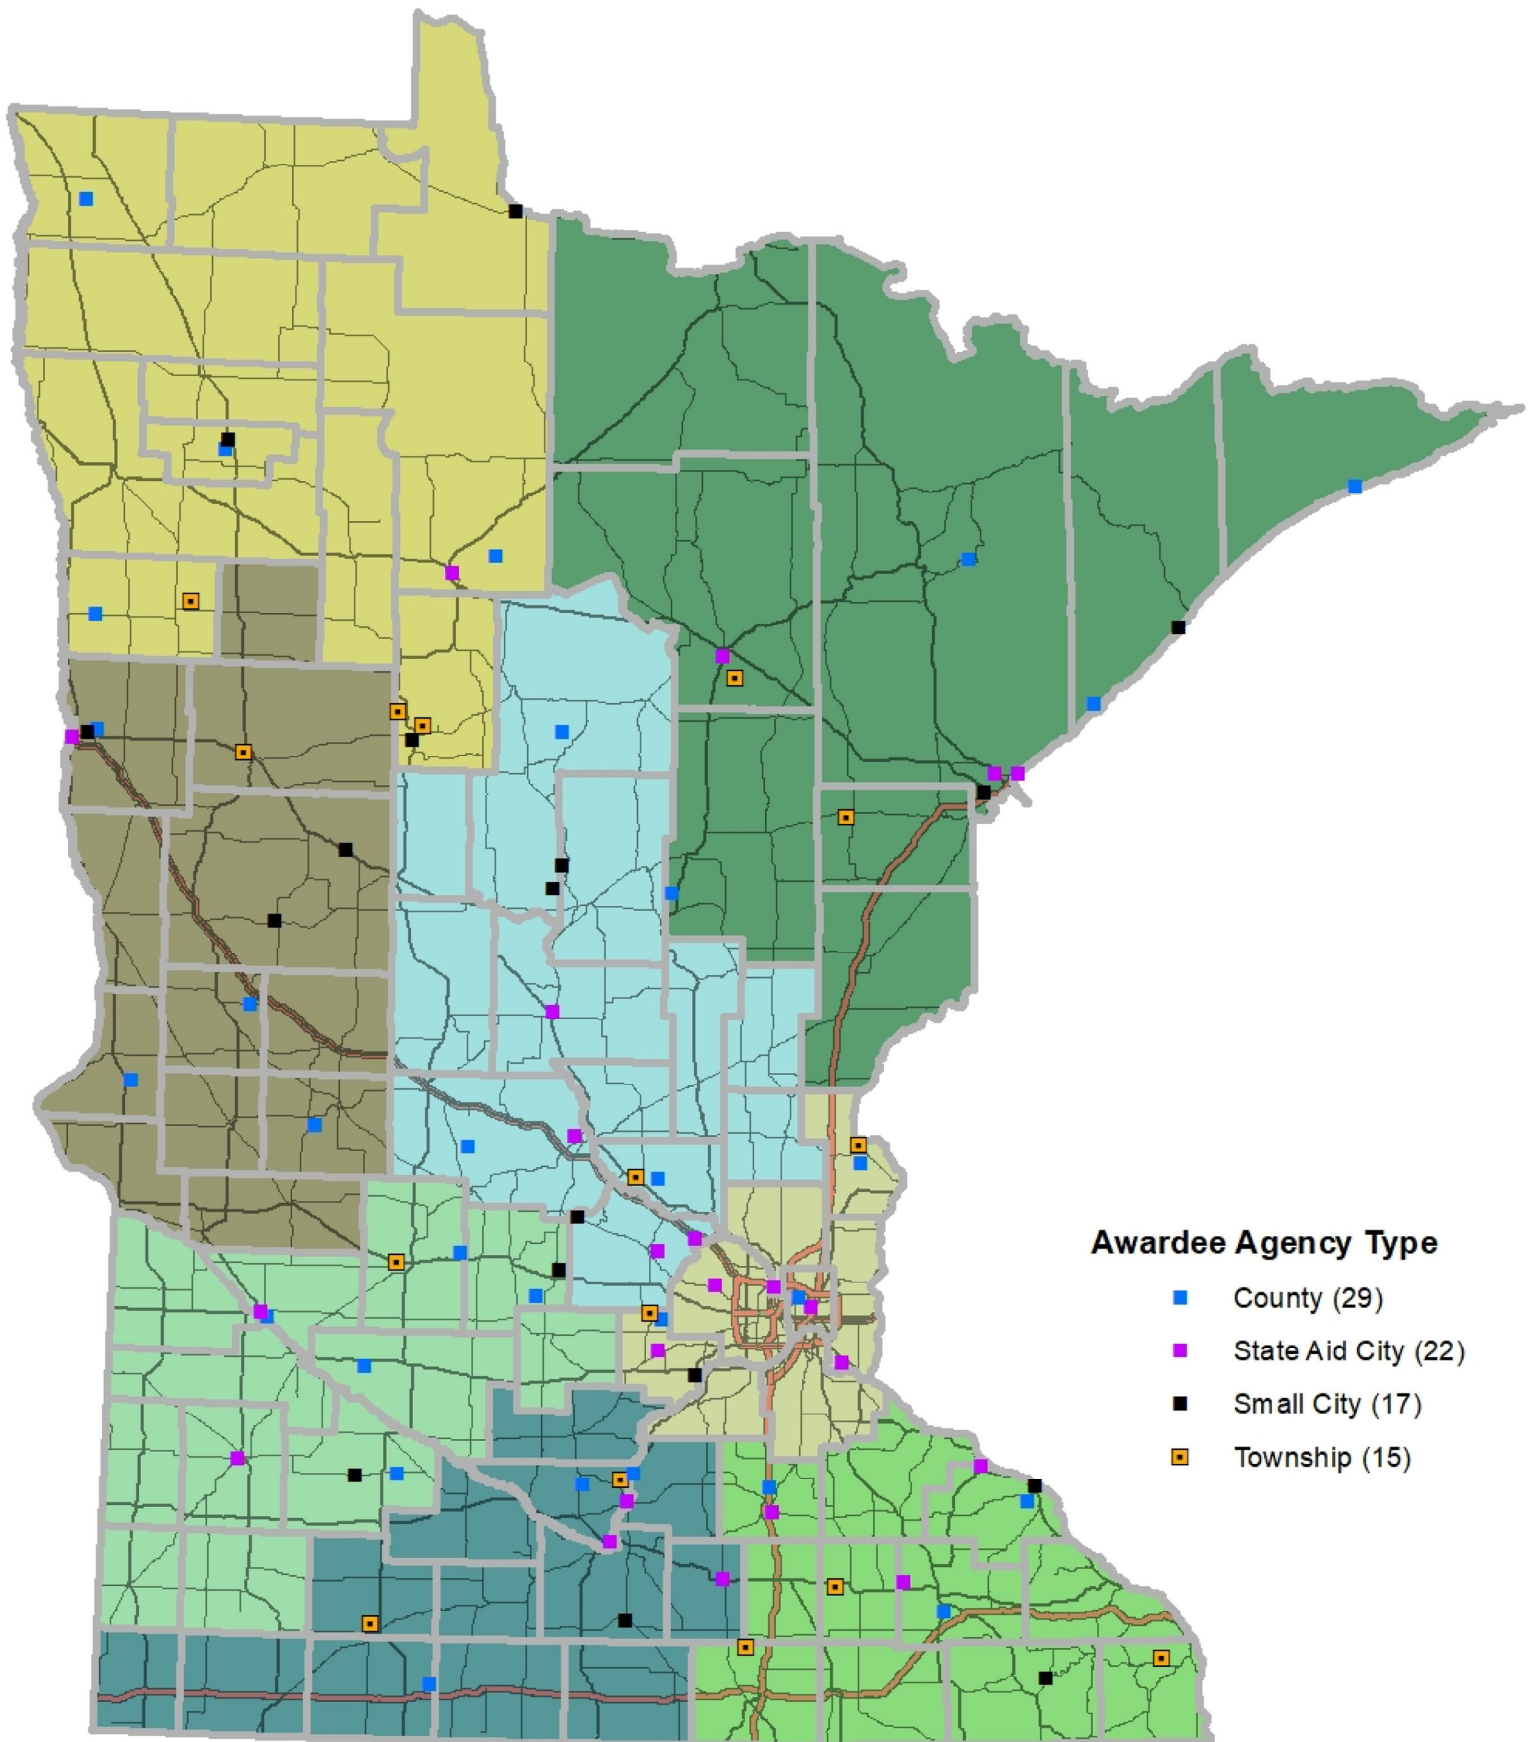 Awardee Agency Type
County (29)
State Aid City (22)
Small City (17)
Township (15)